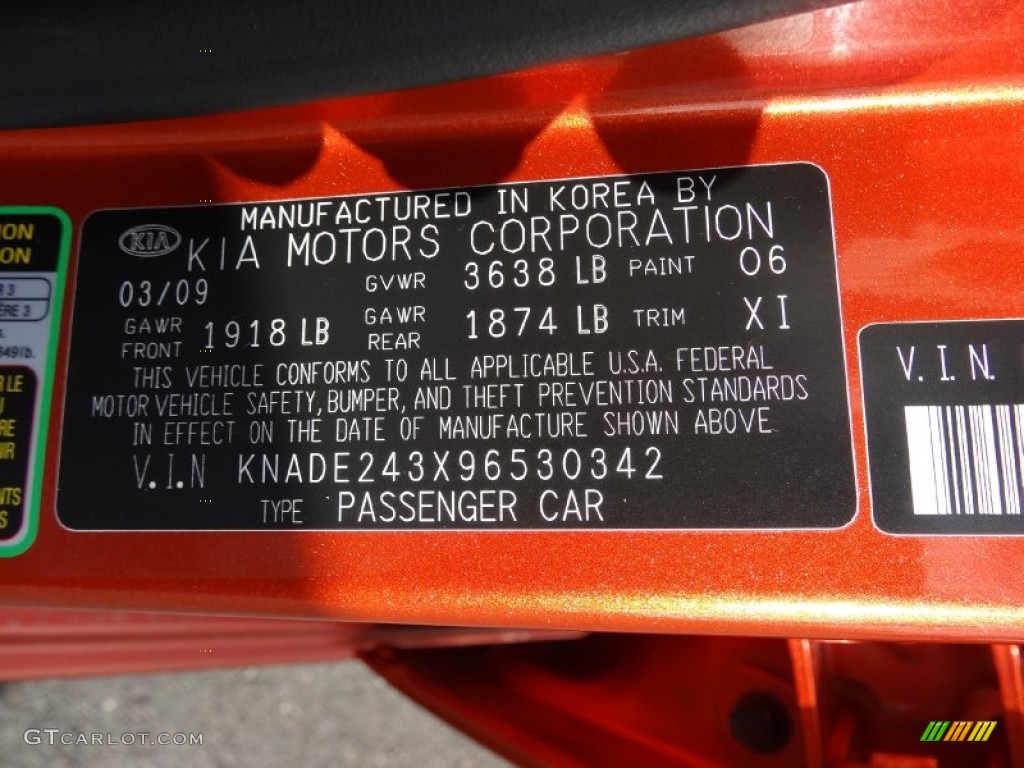 MANUFACTURED IN KOREA BY
KIA KIA MOTORS CORPORATION
03/09 GVWR 3638 LB PAINT 06
GAWR FRONT 1918 LB GAWR REAR 1874 LB TRIM XI
THIS VEHICLE CONFORMS TO ALL APPLICABLE U.S.A. FEDERAL
MOTOR VEHICLE SAFETY, BUMPER, AND THEFT PREVENTION STANDARDS
IN EFFECT ON THE DATE OF MANUFACTURE SHOWN ABOVE
V.I.N KNADE243X96530342
TYPE PASSENGER CAR
V.I.N.
GTCARLOT.COM